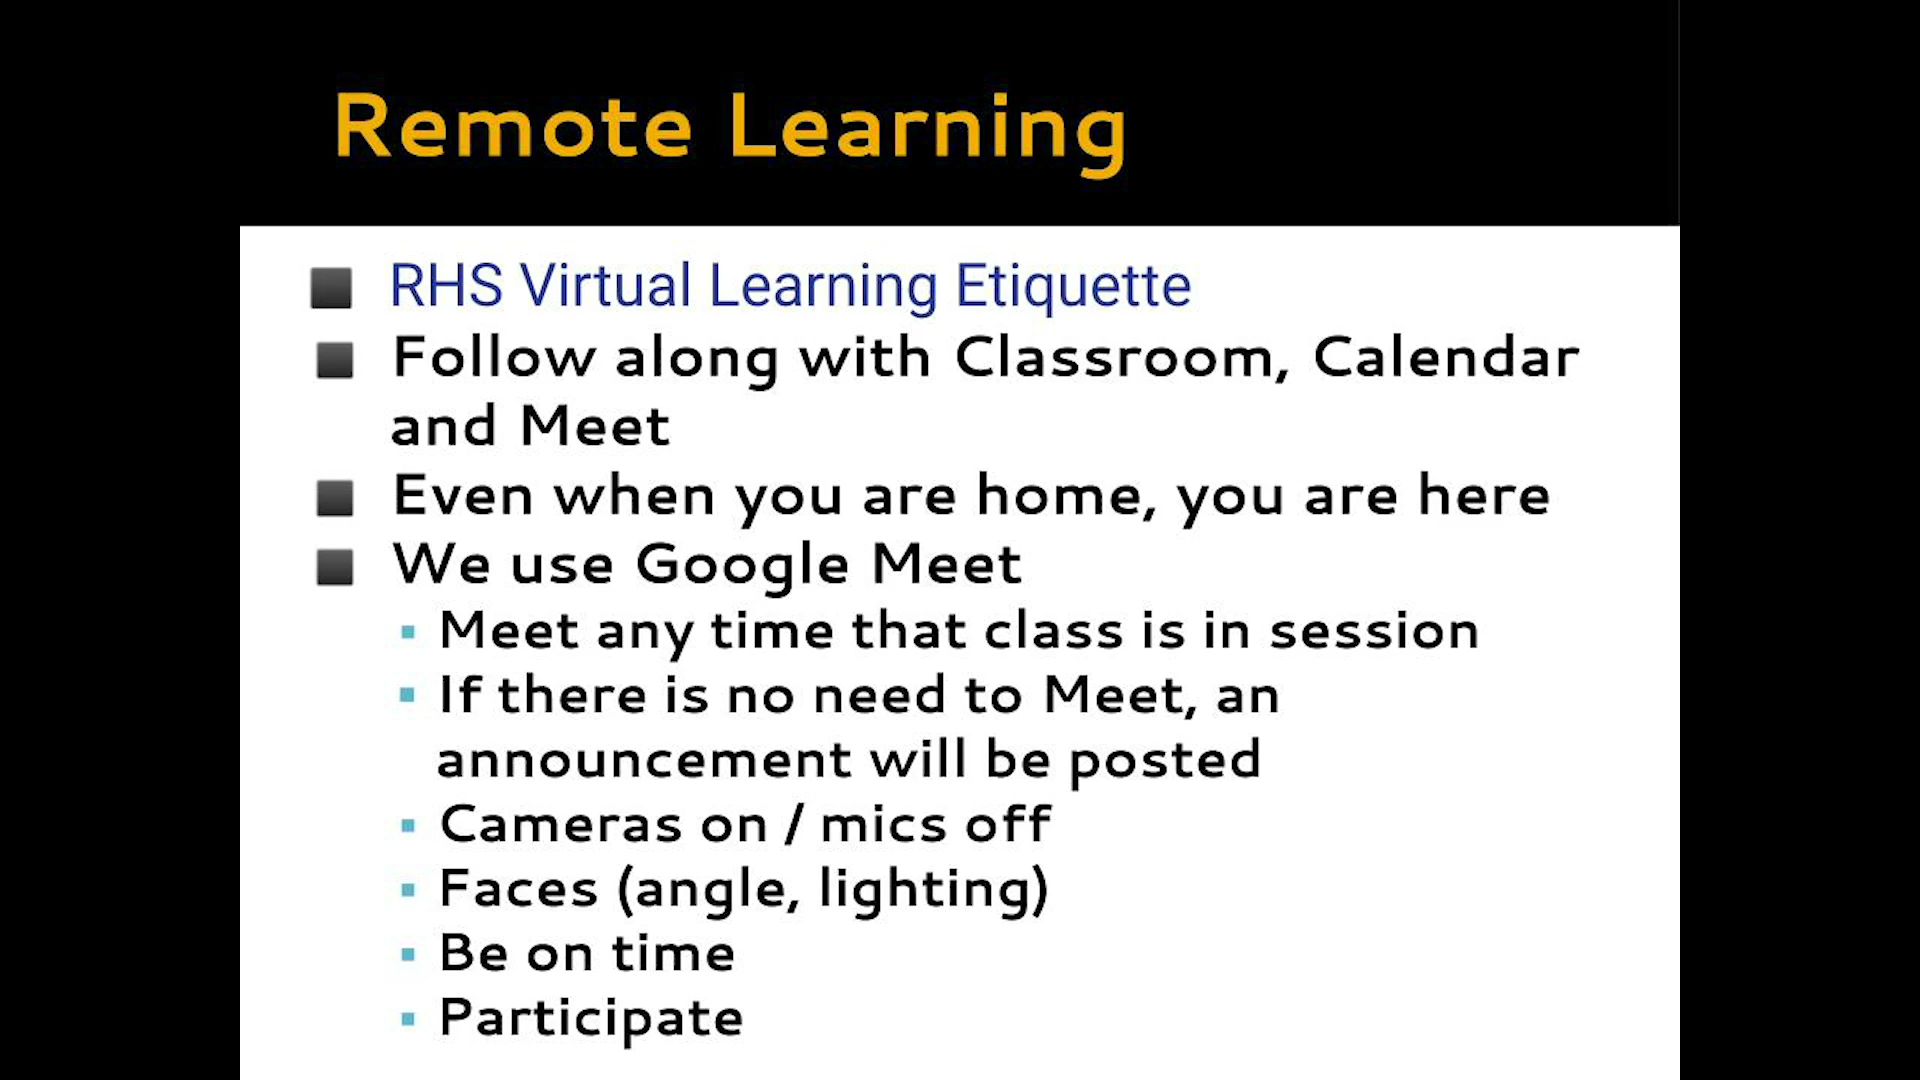 Remote Learning
RHS Virtual Learning Etiquette
Follow along with Classroom, Calendar
and Meet
Even when you are home, you are here
We use Google Meet
Meet any time that class is in session
If there is no need to Meet, an
announcement will be posted
Cameras on / mics off
Faces (angle, lighting)
Be on time
Participate